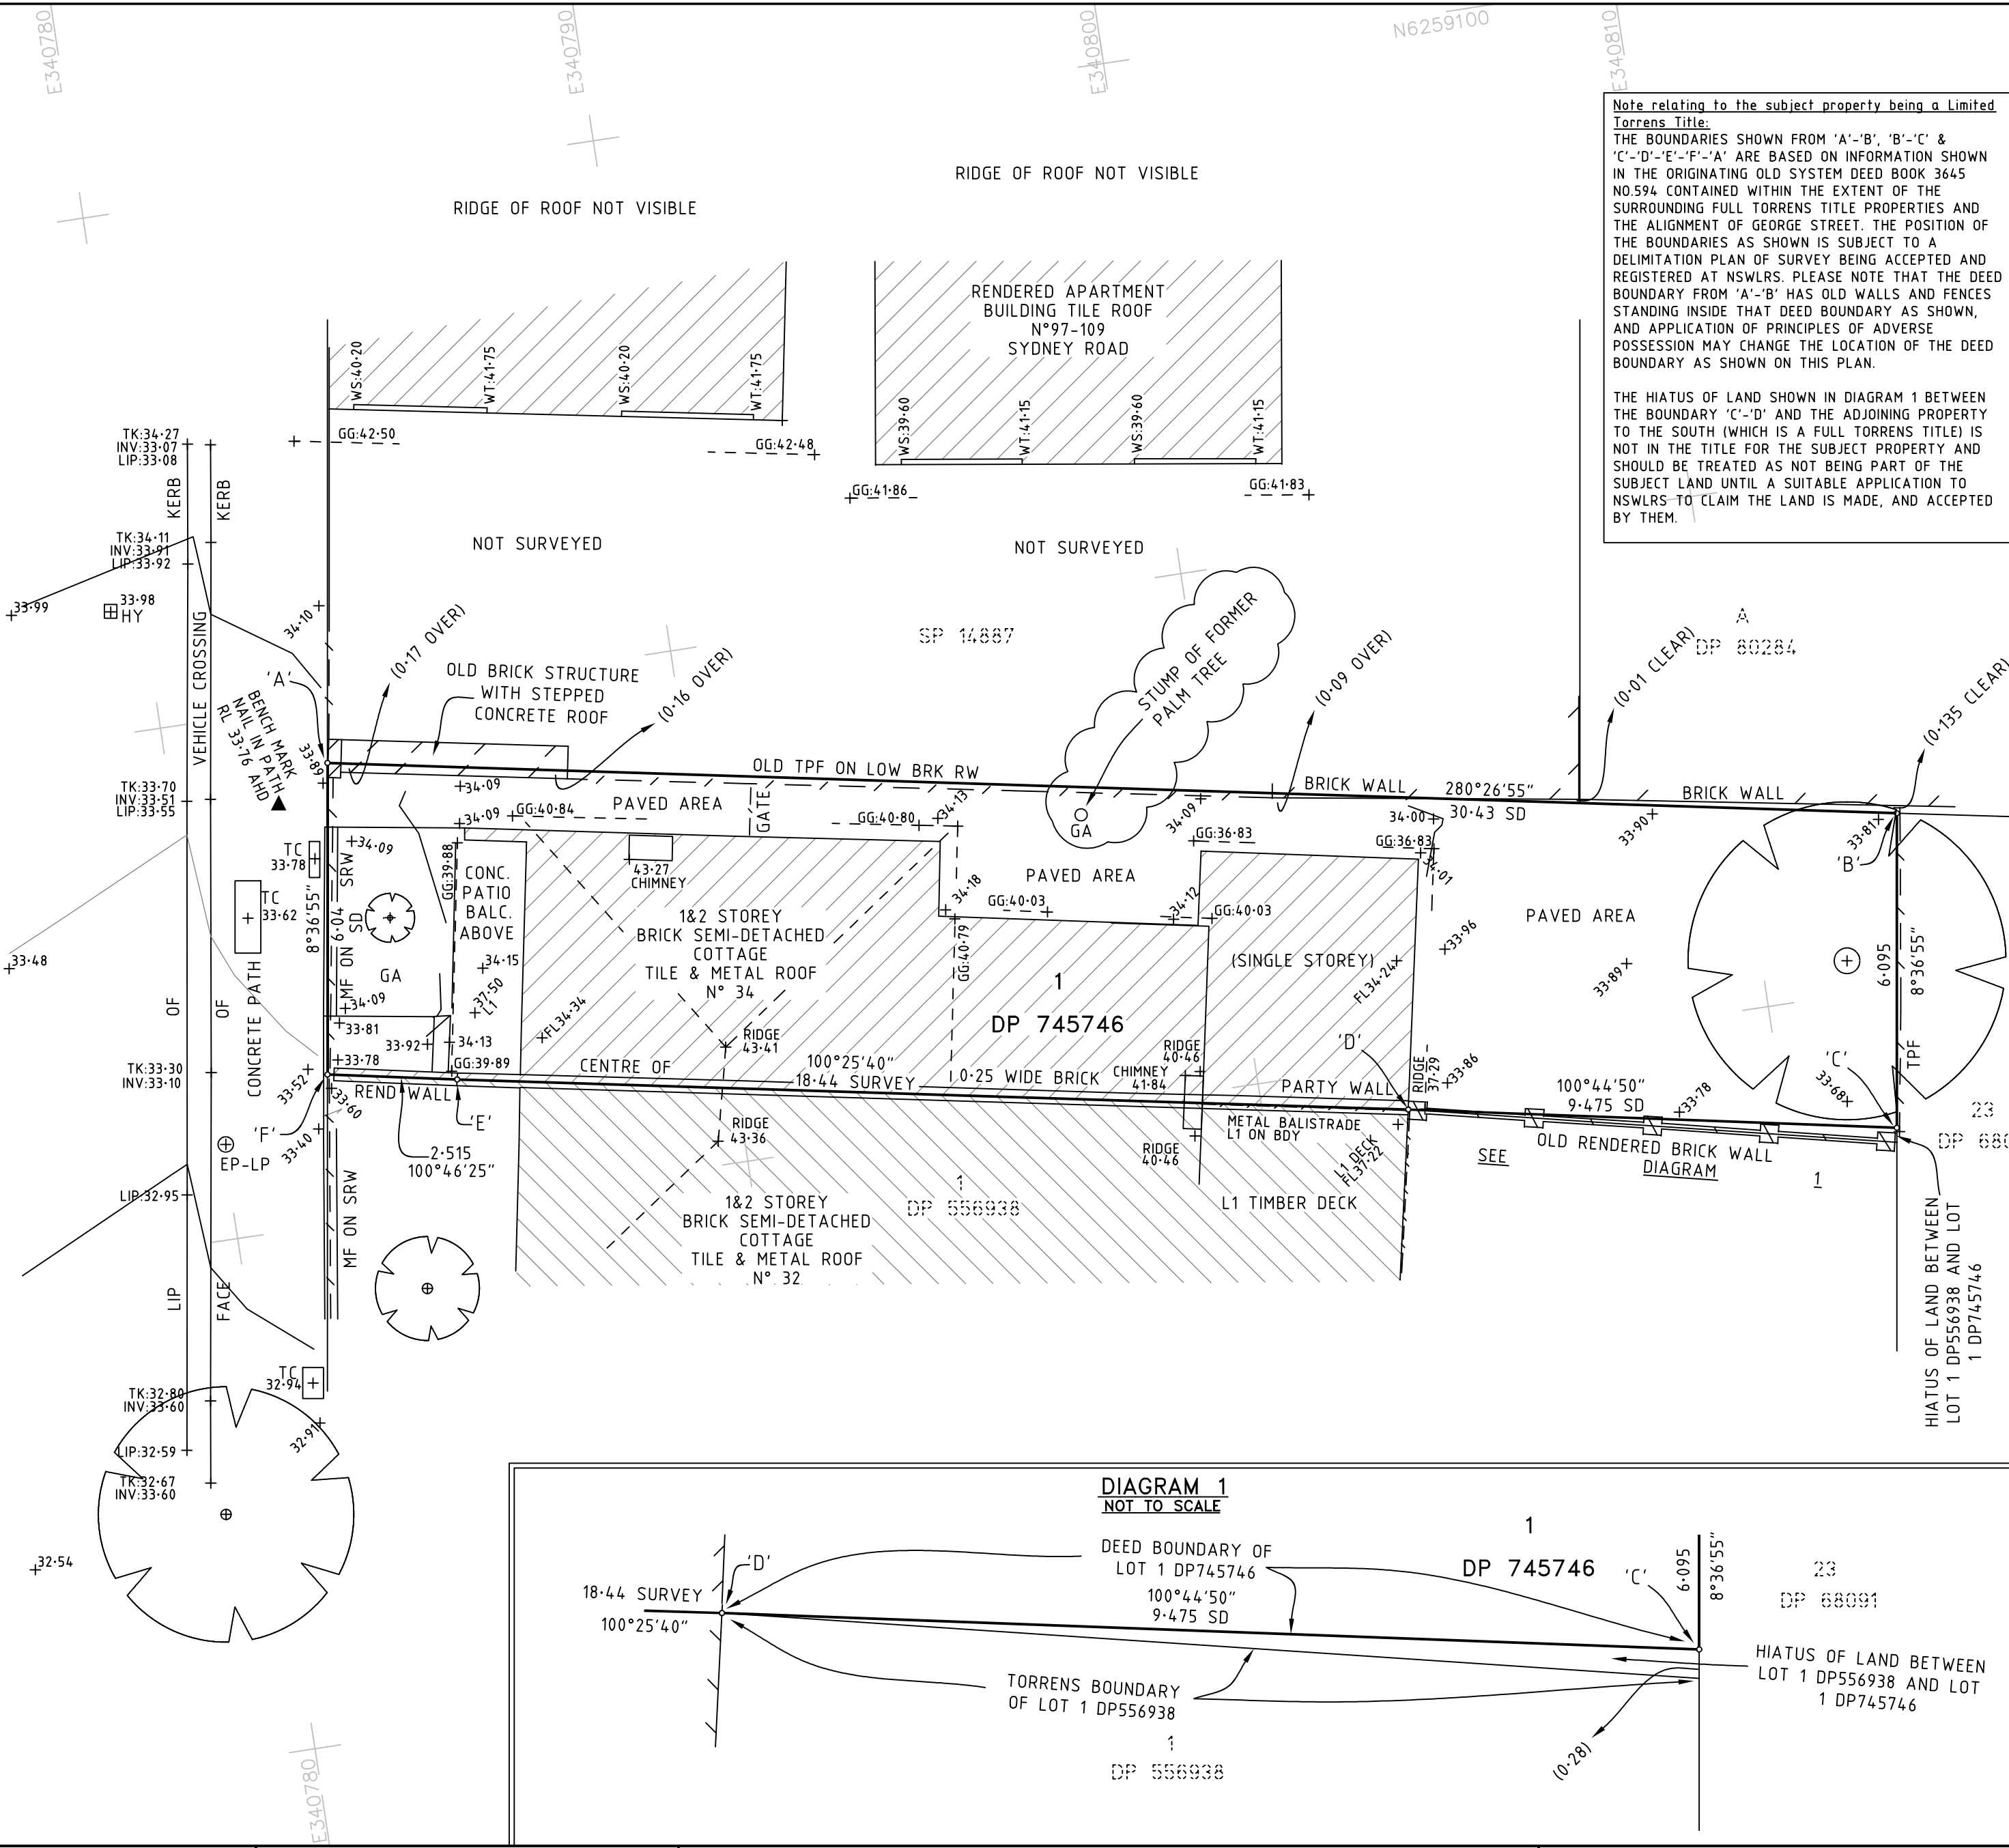 E340780
E340790
E340800
N6259100
E340810
Note relating to the subject property being a Limited
Torrens Title:
THE BOUNDARIES SHOWN FROM 'A'-'B', 'B'-'C' &
'C'-'D'-'E'-'F'-'A' ARE BASED ON INFORMATION SHOWN
IN THE ORIGINATING OLD SYSTEM DEED BOOK 3645
NO.594 CONTAINED WITHIN THE EXTENT OF THE
SURROUNDING FULL TORRENS TITLE PROPERTIES AND
THE ALIGNMENT OF GEORGE STREET. THE POSITION OF
THE BOUNDARIES AS SHOWN IS SUBJECT TO A
DELIMITATION PLAN OF SURVEY BEING ACCEPTED AND
REGISTERED AT NSWLRS. PLEASE NOTE THAT THE DEED
BOUNDARY FROM 'A'-'B' HAS OLD WALLS AND FENCES
STANDING INSIDE THAT DEED BOUNDARY AS SHOWN,
AND APPLICATION OF PRINCIPLES OF ADVERSE
POSSESSION MAY CHANGE THE LOCATION OF THE DEED
BOUNDARY AS SHOWN ON THIS PLAN.
THE HIATUS OF LAND SHOWN IN DIAGRAM 1 BETWEEN
THE BOUNDARY 'C'-'D' AND THE ADJOINING PROPERTY
TO THE SOUTH (WHICH IS A FULL TORRENS TITLE) IS
NOT IN THE TITLE FOR THE SUBJECT PROPERTY AND
SHOULD BE TREATED AS NOT BEING PART OF THE
SUBJECT LAND UNTIL A SUITABLE APPLICATION TO
NSWLRS TO CLAIM THE LAND IS MADE, AND ACCEPTED
BY THEM.
RIDGE OF ROOF NOT VISIBLE
RIDGE OF ROOF NOT VISIBLE
RENDERED APARTMENT
BUILDING TILE ROOF
N°97-109
SYDNEY ROAD
WS:40·20
WT:41·75
WS:40·20
WT:41·75
WS:39·60
WT:41·15
WS:39·60
WT:41·15
GG:42·50
GG:42·48
GG:41·86
GG:41·83
TK:34·27
INV:33·07
LIP:33·08
KERB
KERB
TK:34·11
INV:33·91
LIP:33·92
NOT SURVEYED
NOT SURVEYED
33·99
33·98
HY
34·10
VEHICLE CROSSING
(0·17 OVER)
SP 14887
STUMP OF FORMER
PALM TREE
(0·09 OVER)
(0·01 CLEAR)
A
DP 80284
(0·135 CLEAR)
'A'
OLD BRICK STRUCTURE
WITH STEPPED
CONCRETE ROOF
(0·16 OVER)
BENCH MARK
NAIL IN PATH
RL 33·76 AHD
33·89
TK:33·70
INV:33·51
LIP:33·55
OLD TPF ON LOW BRK RW
BRICK WALL
280°26'55"
30·43 SD
BRICK WALL
34·09
34·09
GG:40·84
PAVED AREA
GATE
GG:40·80
34·13
GA
34·09
34·00
33·90
33·81
'B'
GG:36·83
GG:36·83
34·01
TC
33·78
34·09
SRW
GG:39·88
CONC.
PATIO
BALC.
ABOVE
43·27
CHIMNEY
PAVED AREA
34·18
GG:40·03
34·12
GG:40·03
PAVED AREA
TC
33·62
8°36'55"
6·04
SD
MF ON
1&2 STOREY
BRICK SEMI-DETACHED
COTTAGE
TILE & METAL ROOF
N° 34
GG:40·79
33·96
(SINGLE STOREY)
FL34·24
33·89
6·095
8°36'55"
33·48
GA
34·15
37·50
L1
FL34·34
1
DP 745746
OF
OF
CONCRETE PATH
34·09
33·81
33·92
34·13
33·78
GG:39·89
RIDGE
43·41
RIDGE
40·46
CHIMNEY
41·84
'D'
RIDGE
37·29
33·86
'C'
33·68
TPF
TK:33·30
INV:33·10
33·52
33·60
REND WALL
CENTRE OF
100°25'40"
18·44 SURVEY
0·25 WIDE BRICK
PARTY WALL
100°44'50"
9·475 SD
33·78
'F'
33·40
'E'
RIDGE
43·36
METAL BALISTRADE
L1 ON BDY
RIDGE
40·46
L1 DECK
FL37·22
SEE
OLD RENDERED BRICK WALL
DIAGRAM
1
23
DP 680
EP-LP
2·515
100°46'25"
LIP:32·95
MF ON SRW
1&2 STOREY
BRICK SEMI-DETACHED
COTTAGE
TILE & METAL ROOF
N° 32
1
DP 556938
L1 TIMBER DECK
HIATUS OF LAND BETWEEN
LOT 1 DP556938 AND LOT
1 DP745746
LIP
FACE
TC
32·94
TK:32·80
INV:33·60
32·91
LIP:32·59
TK:32·67
INV:33·60
32·54
E340780
DIAGRAM 1
NOT TO SCALE
'D'
18·44 SURVEY
100°25'40"
DEED BOUNDARY OF
LOT 1 DP745746
100°44'50"
9·475 SD
1
DP 745746
'C'
6·095
8°36'55"
23
DP 68091
TORRENS BOUNDARY
OF LOT 1 DP556938
1
DP 556938
HIATUS OF LAND BETWEEN
LOT 1 DP556938 AND LOT
1 DP745746
(0·28)